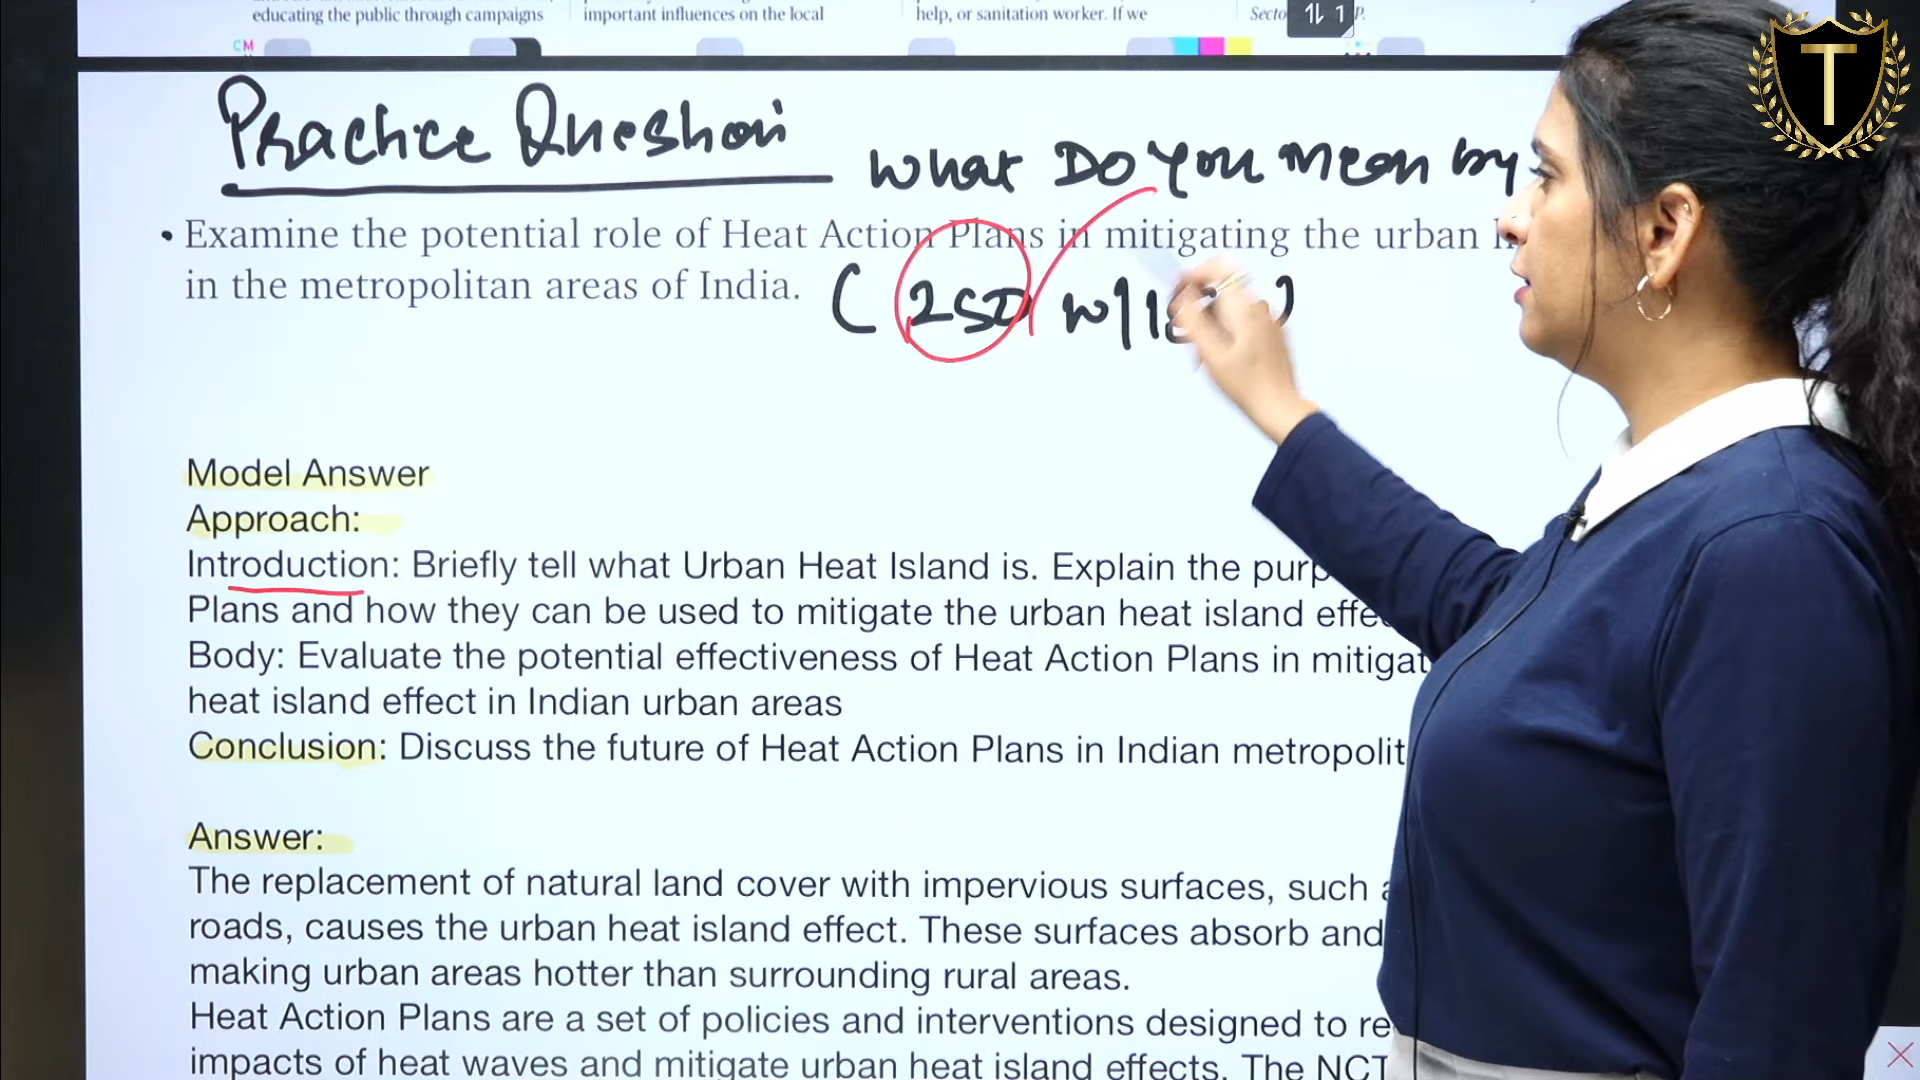 educating the public through campaigns
important influences on the local
help, or sanitation worker. If we
Secto
1
P.
CM
T
Practice Question
What Do You Mean by
• Examine the potential role of Heat Action Plans in mitigating the urban
in the metropolitan areas of India.
(250 w/
Model Answer
Approach:
Introduction: Briefly tell what Urban Heat Island is. Explain the purp
Plans and how they can be used to mitigate the urban heat island effe
Body: Evaluate the potential effectiveness of Heat Action Plans in mitigat
heat island effect in Indian urban areas
Conclusion: Discuss the future of Heat Action Plans in Indian metropolit
Answer:
The replacement of natural land cover with impervious surfaces, such
roads, causes the urban heat island effect. These surfaces absorb and
making urban areas hotter than surrounding rural areas.
Heat Action Plans are a set of policies and interventions designed to re
impacts of heat waves and mitigate urban heat island effects. The NCT